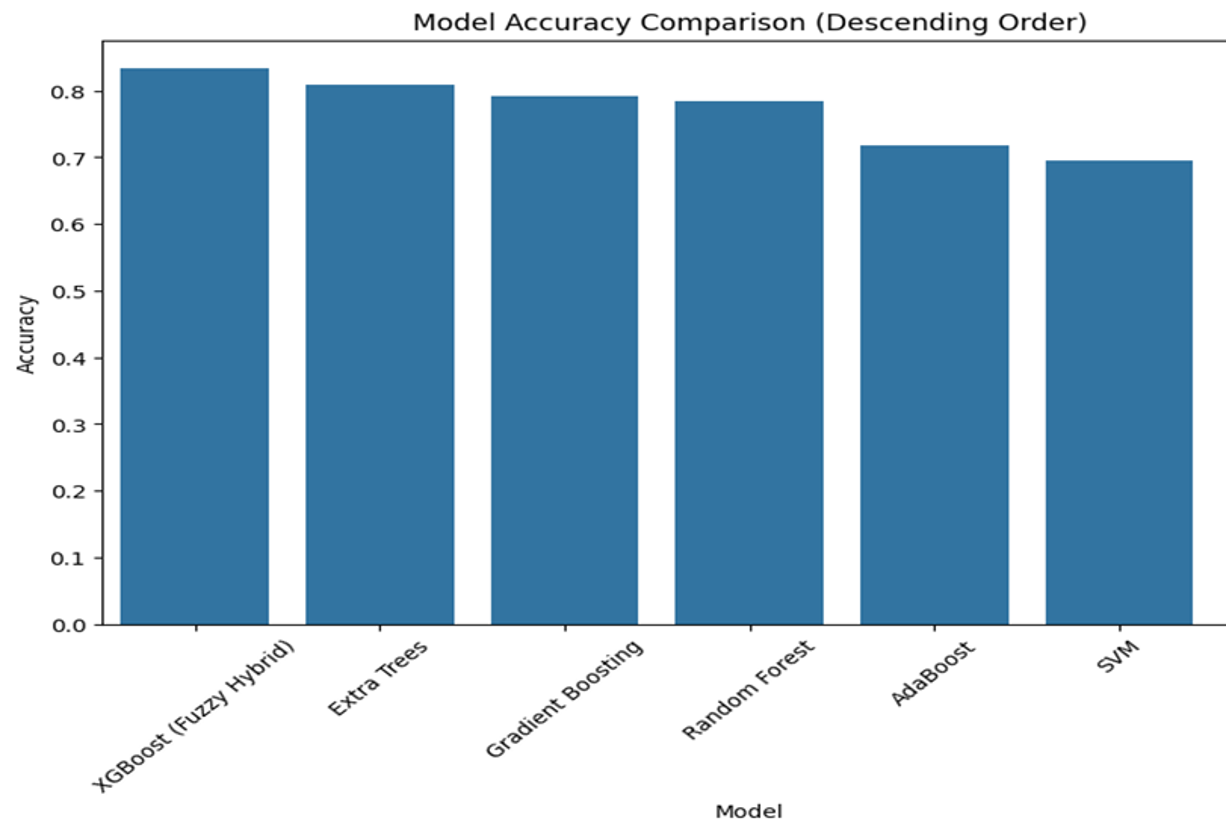 Model Accuracy Comparison (Descending Order)
Accuracy
0.8
0.7
0.6
0.5
0.4
0.3
0.2
0.1
0.0
XGBoost (Fuzzy Hybrid)
Extra Trees
Gradient Boosting
Random Forest
AdaBoost
SVM
Model